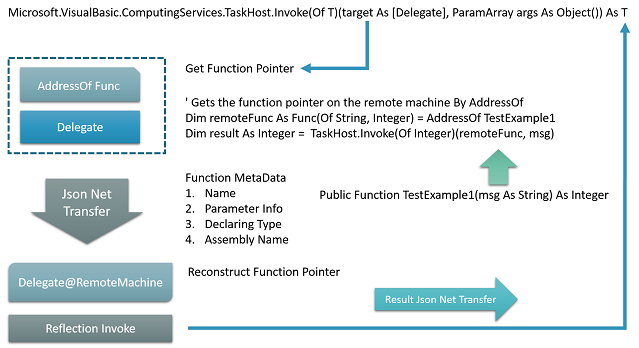 Microsoft.VisualBasic.ComputingServices.TaskHost.Invoke(Of T)(target As [Delegate], ParamArray args As Object()) As T
Get Function Pointer
AddressOf Func
Delegate
' Gets the function pointer on the remote machine By AddressOf
Dim remoteFunc As Func(Of String, Integer) = AddressOf TestExample1
Dim result As Integer = TaskHost.Invoke(Of Integer)(remoteFunc, msg)
Json Net
Transfer
Function MetaData
1. Name
2. Parameter Info
3. Declaring Type
4. Assembly Name
Public Function TestExample1(msg As String) As Integer
Delegate@RemoteMachine
Reconstruct Function Pointer
Result Json Net Transfer
Reflection Invoke